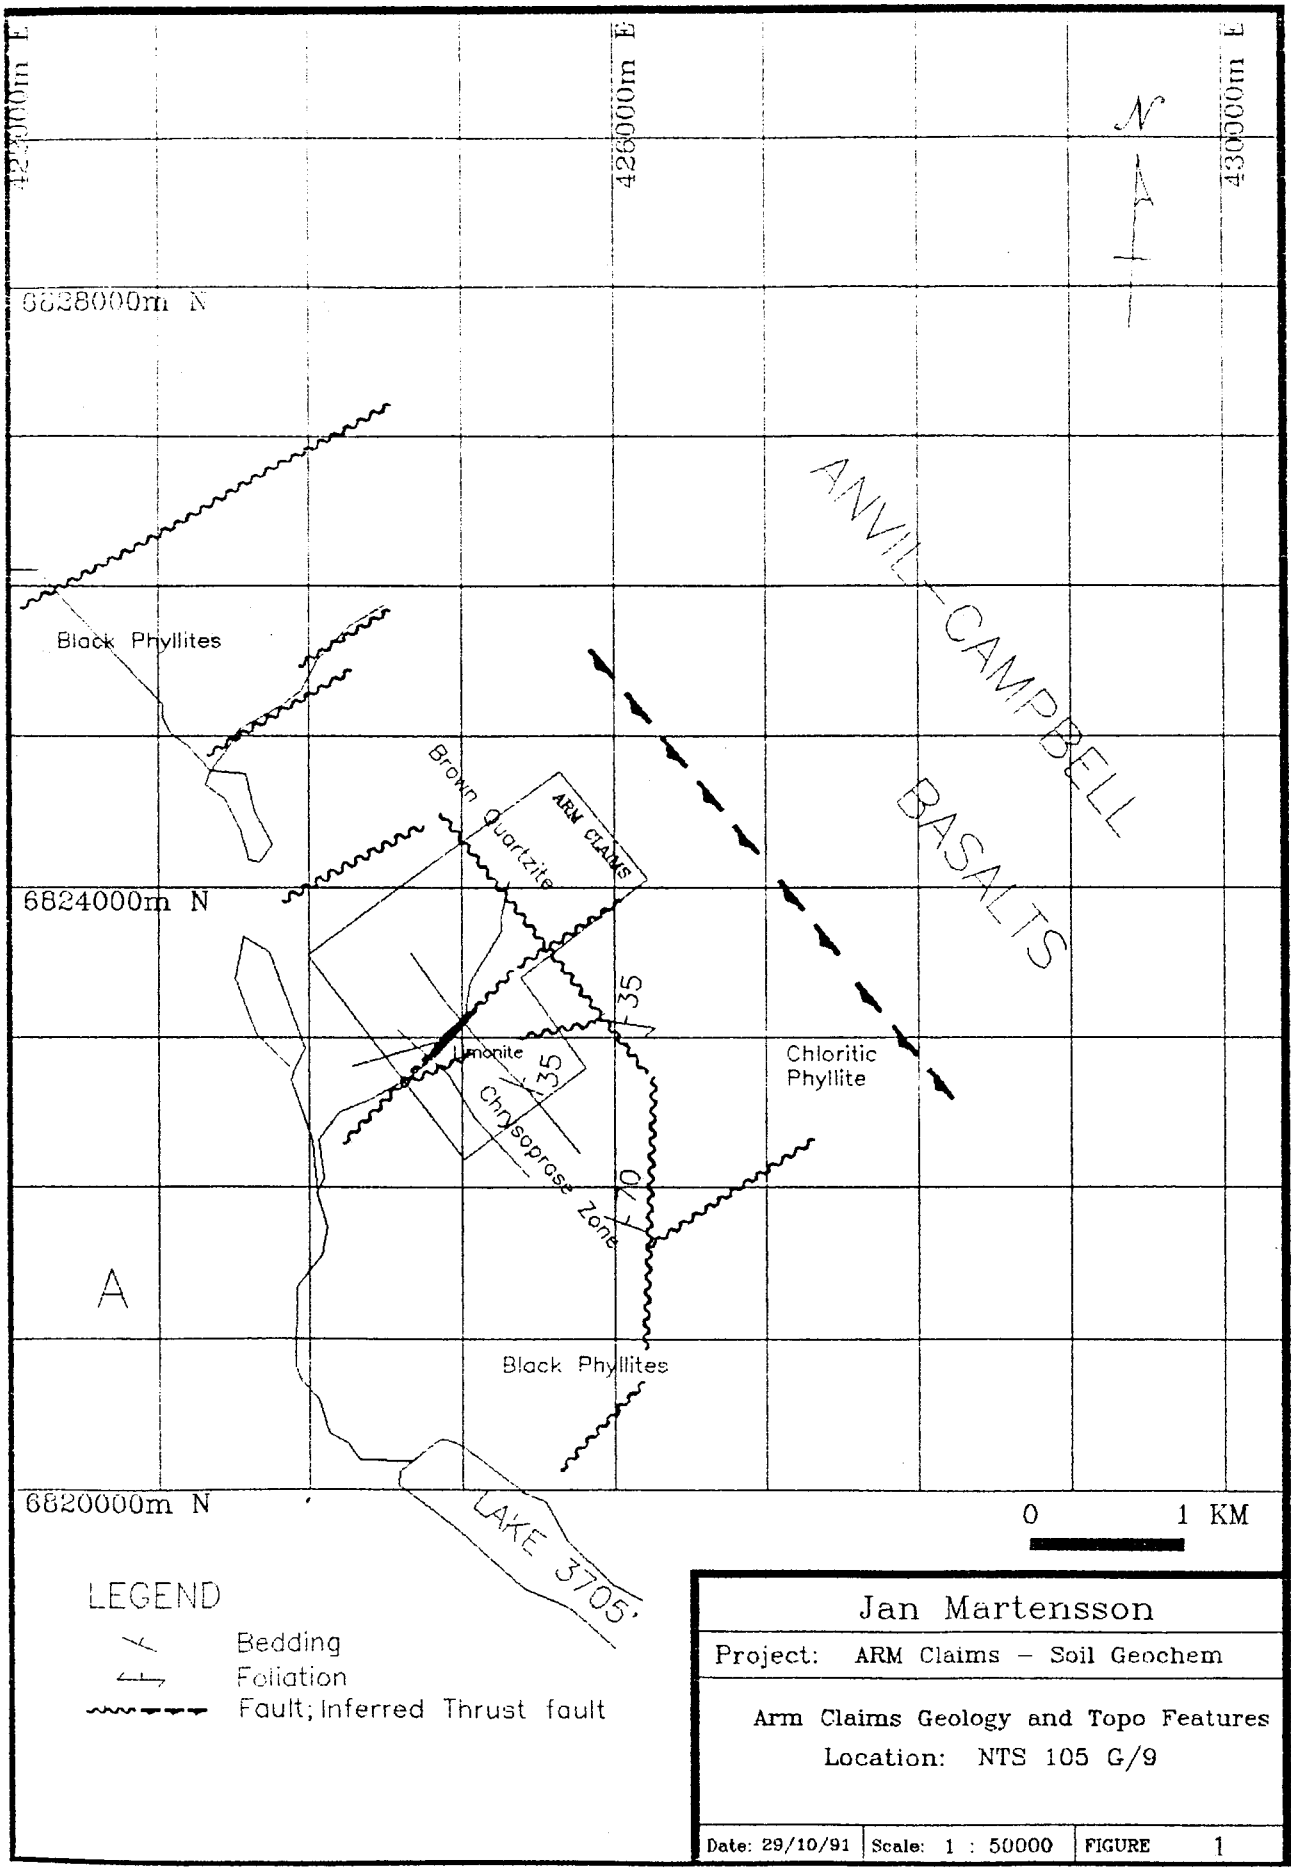 422000m E
426000m E
430000m E
N
6828000m N
ANVIL-CAMPBELL
BASALTS
Black Phyllites
Brown Quartzite
ARM CLAIMS
6824000m N
35
Limonite
35
Chloritic
Phyllite
Chrysoprase Zone
70
A
Black Phyllites
6820000m N
LAKE 3705'
0 1 KM
LEGEND
Bedding
Foliation
Fault; Inferred Thrust fault
Jan Martensson
Project: ARM Claims - Soil Geochem
Arm Claims Geology and Topo Features
Location: NTS 105 G/9
Date: 29/10/91 Scale: 1 : 50000 FIGURE 1